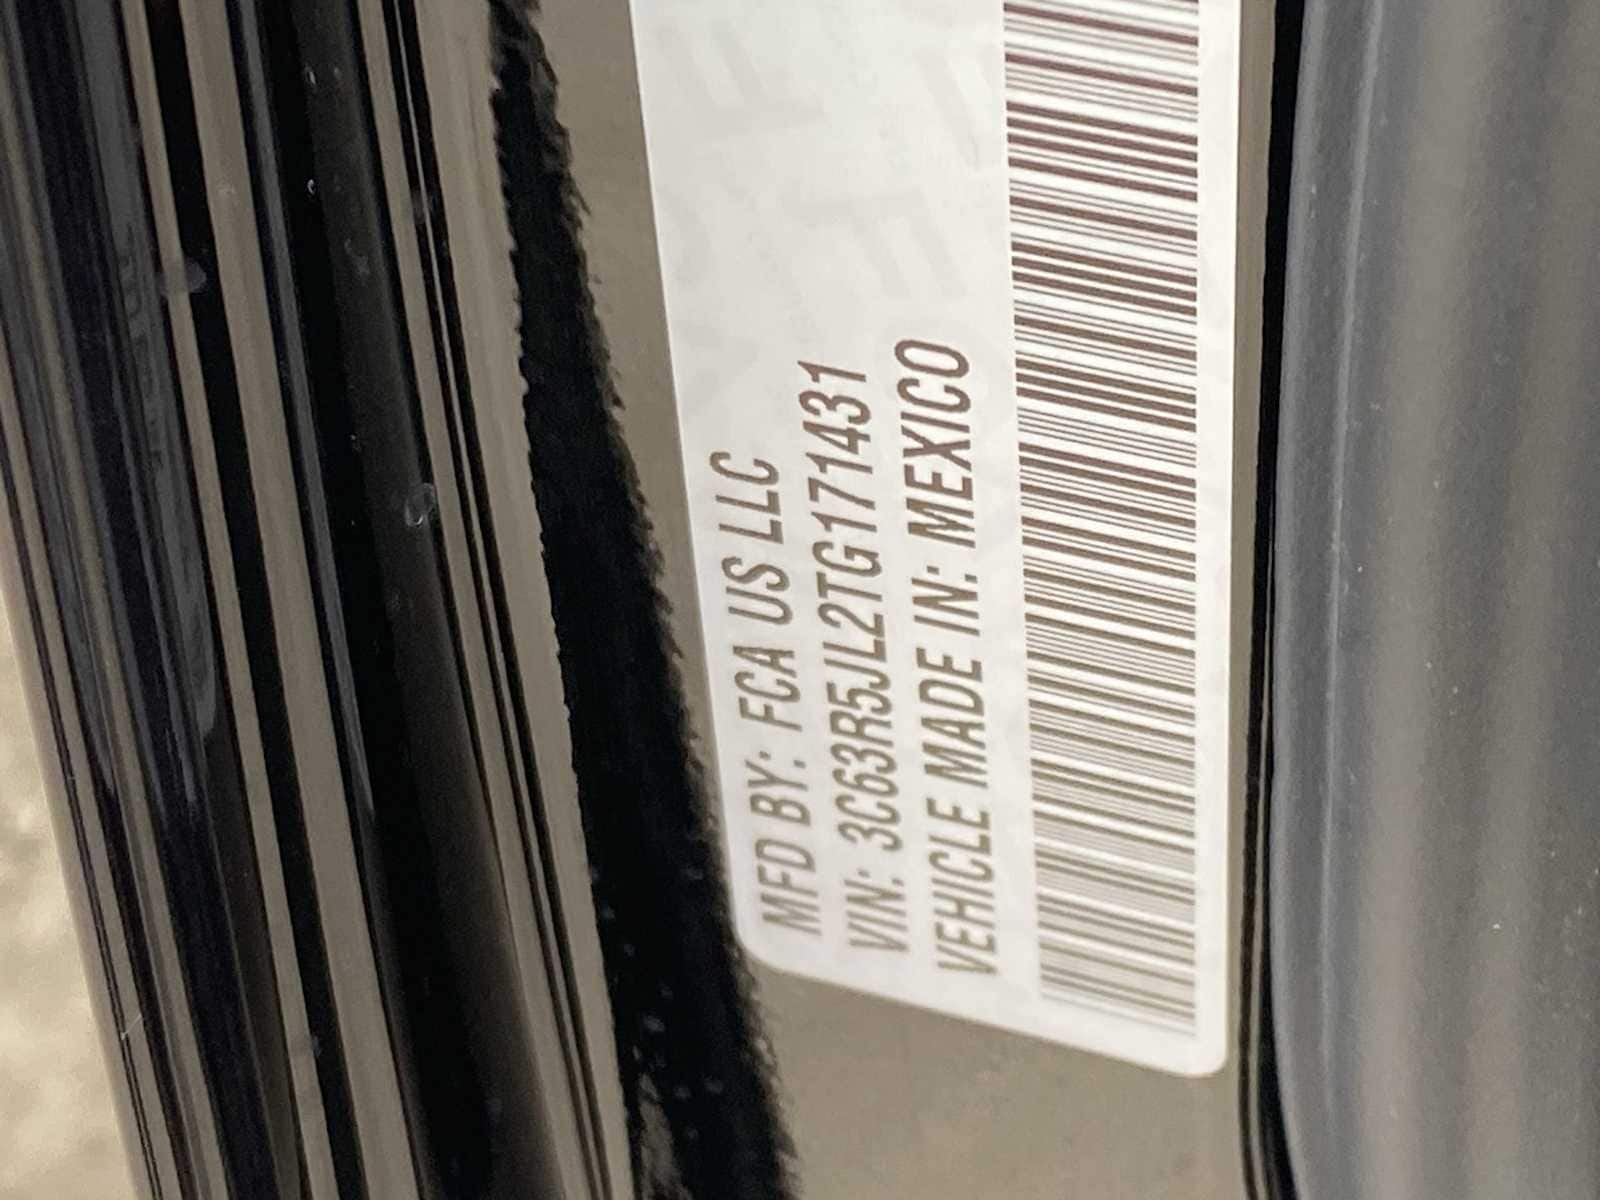 MFD BY: FCA US LLC
VIN: 3C63R5JL2TG171431
VEHICLE MADE IN: MEXICO